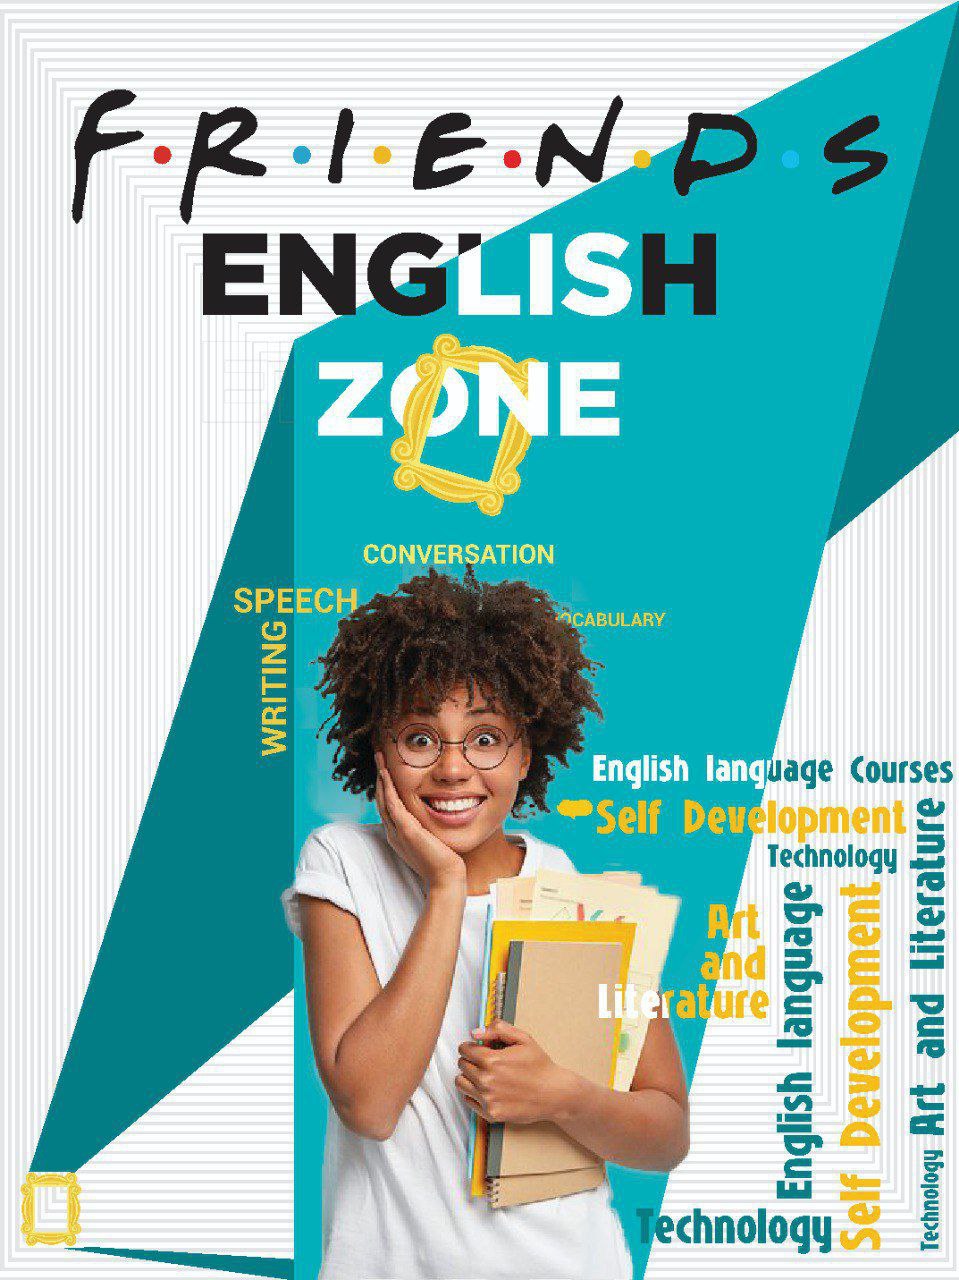 F·R·I·E·N·D·S
ENGLISH
ZONE
CONVERSATION
SPEECH
OCABULARY
WRITING
English language Courses
Self Development
Technology
Art
and
Literature
English language
Self Development
Art and Literature
Technology
Technology